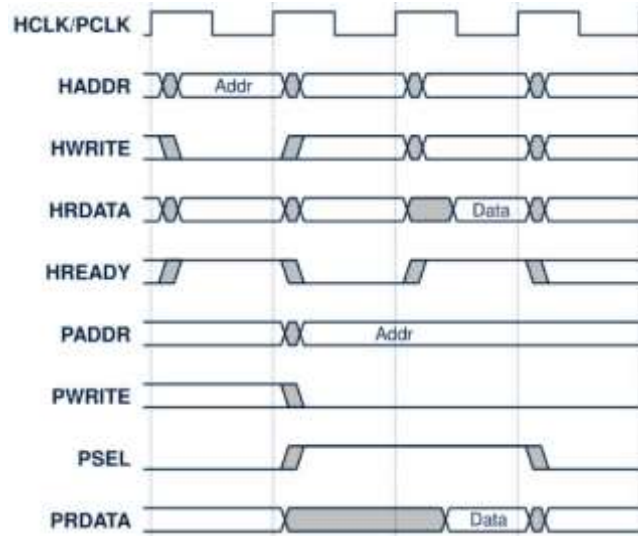 HCLK/PCLK
HADDR Addr
HWRITE
HRDATA Data
HREADY
PADDR Addr
PWRITE
PSEL
PRDATA Data